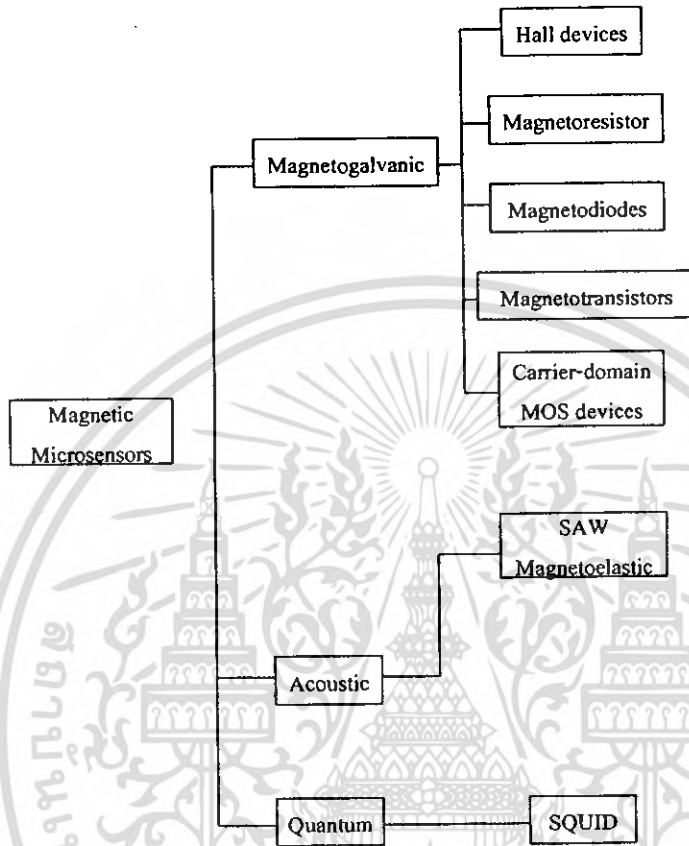 Hall devices
Magnetoresistor
Magnetogalvanic
Magnetodiodes
Magnetotransistors
Carrier-domain
MOS devices
Magnetic
Microsensors
SAW
Magnetoelastic
Acoustic
Quantum
SQUID